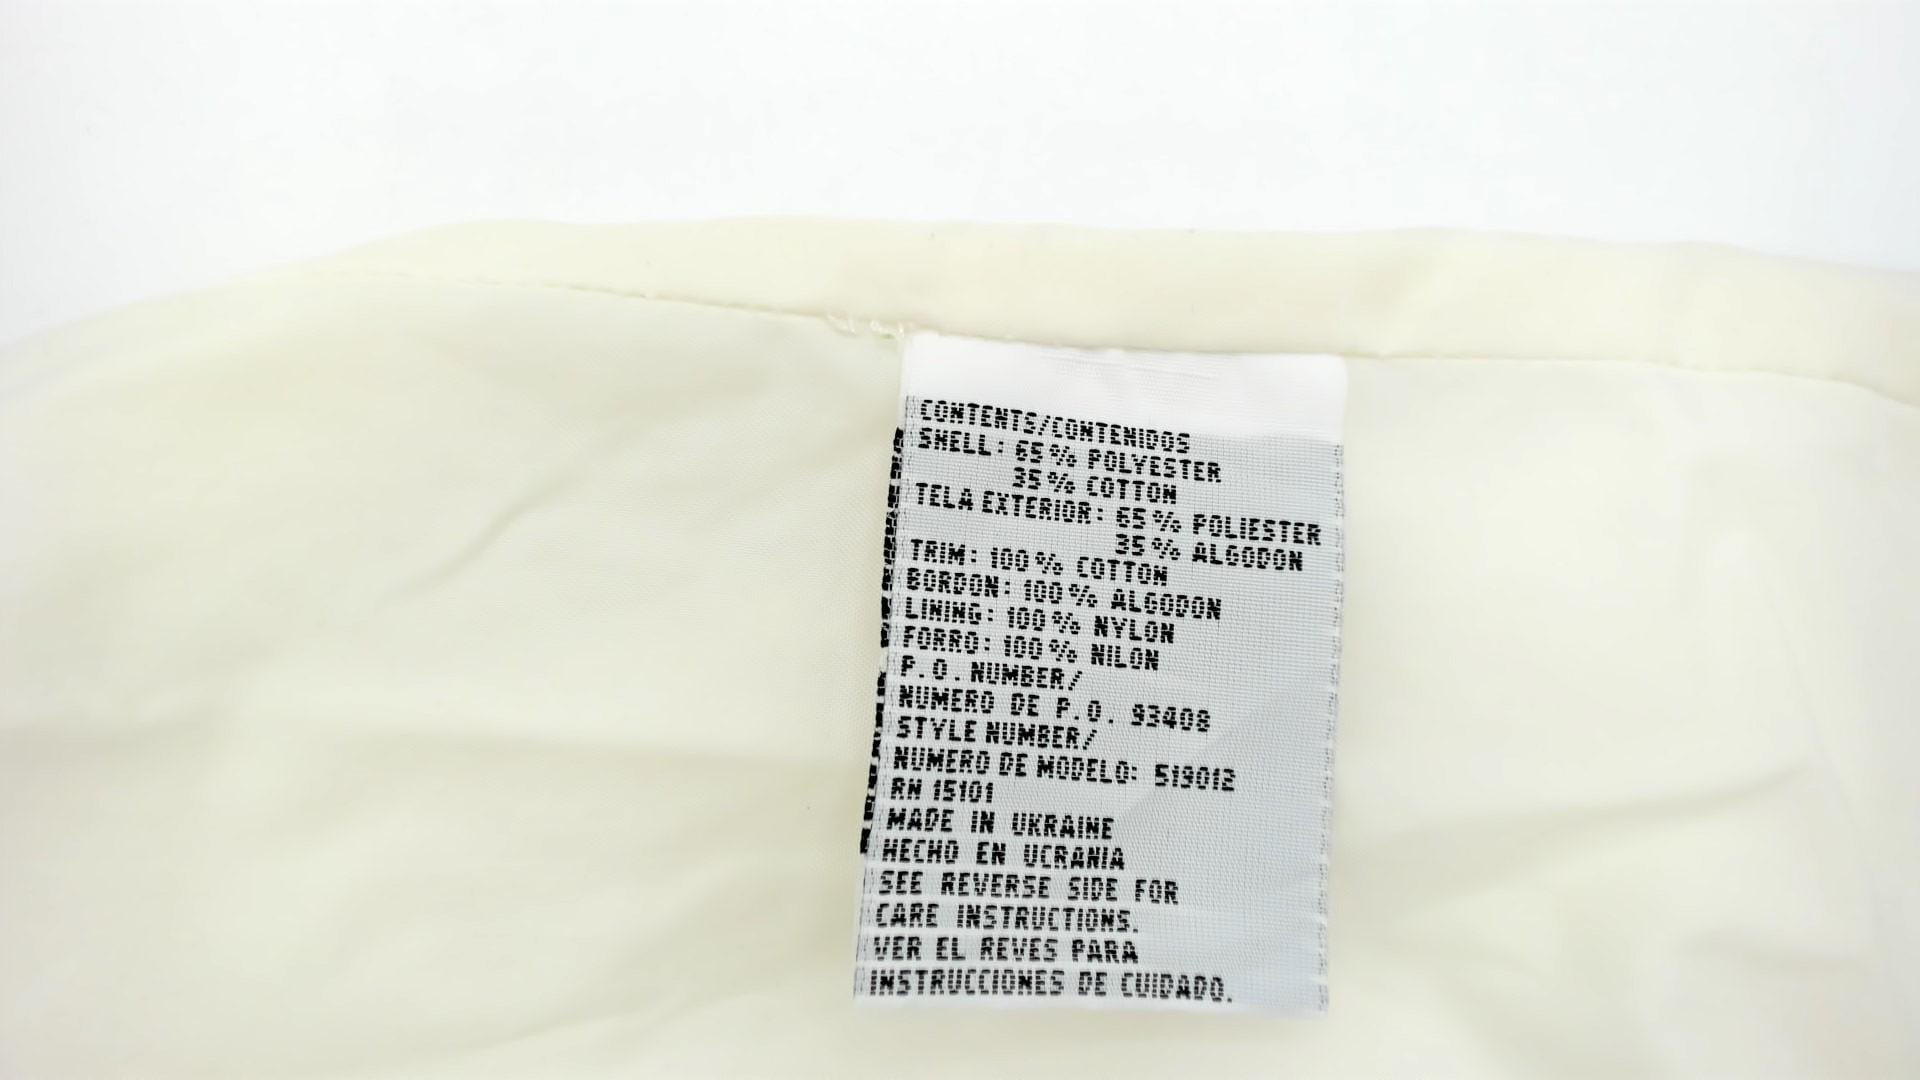 CONTENTS/CONTENIDOS
SHELL: 65% POLYESTER
35% COTTON
TELA EXTERIOR: 65% POLIESTER
35% ALGODON
TRIM: 100% COTTON
BORDON: 100% ALGODON
LINING: 100% NYLON
FORRO: 100% NILON
P.O. NUMBER/
NUMERO DE P.O. 93408
STYLE NUMBER/
NUMERO DE MODELO: 519012
RN 15101
MADE IN UKRAINE
HECHO EN UCRANIA
SEE REVERSE SIDE FOR
CARE INSTRUCTIONS.
VER EL REVES PARA
INSTRUCCIONES DE CUIDADO.